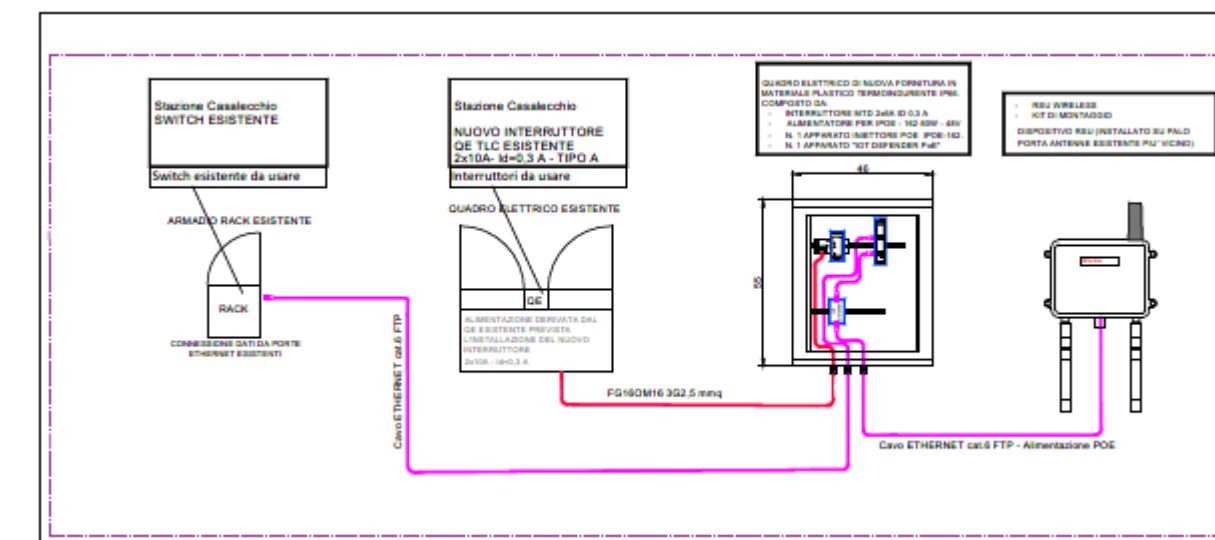 Stazione Casalecchio
SWITCH ESISTENTE
Switch esistente da usare
ARMADIO RACK ESISTENTE
RACK
CONNESSIONE DATI DA PORTE
ETHERNET ESISTENTI
Stazione Casalecchio
NUOVO INTERRUTTORE
QE TLC ESISTENTE
2x10A- Id=0,3 A - TIPO A
Interruttori da usare
QUADRO ELETTRICO ESISTENTE
QE
ALIMENTAZIONE DERIVATA DAL
QE ESISTENTE PREVISTA
L'INSTALLAZIONE DEL NUOVO
INTERRUTTORE
2x10A - Id=0,3 A
Cavo ETHERNET cat.6 FTP
FG16OM16 3G2,5 mmq
QUADRO ELETTRICO DI NUOVA FORNITURA IN
MATERIALE PLASTICO TERMOINDURENTE IP66.
COMPOSTO DA:
- INTERRUTTORE MTD 2x6A ID 0,3 A
- ALIMENTATORE PER IPOE - 162 80W - 48V
- N. 1 APPARATO INIETTORE POE IPOE-162.
- N. 1 APPARATO "IOT DEFENDER PoE"
46
55
- RSU WIRELESS
- KIT DI MONTAGGIO
DISPOSITIVO RSU (INSTALLATO SU PALO
PORTA ANTENNE ESISTENTE PIU' VICINO)
Cavo ETHERNET cat.6 FTP - Alimentazione POE